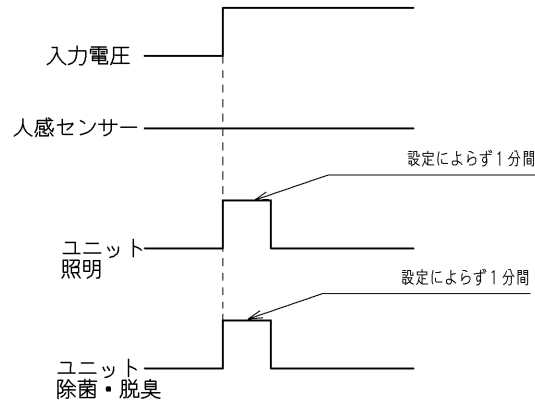 入力電圧
人感センサー
設定によらず１分間
ユニット
照明
設定によらず１分間
ユニット
除菌・脱臭